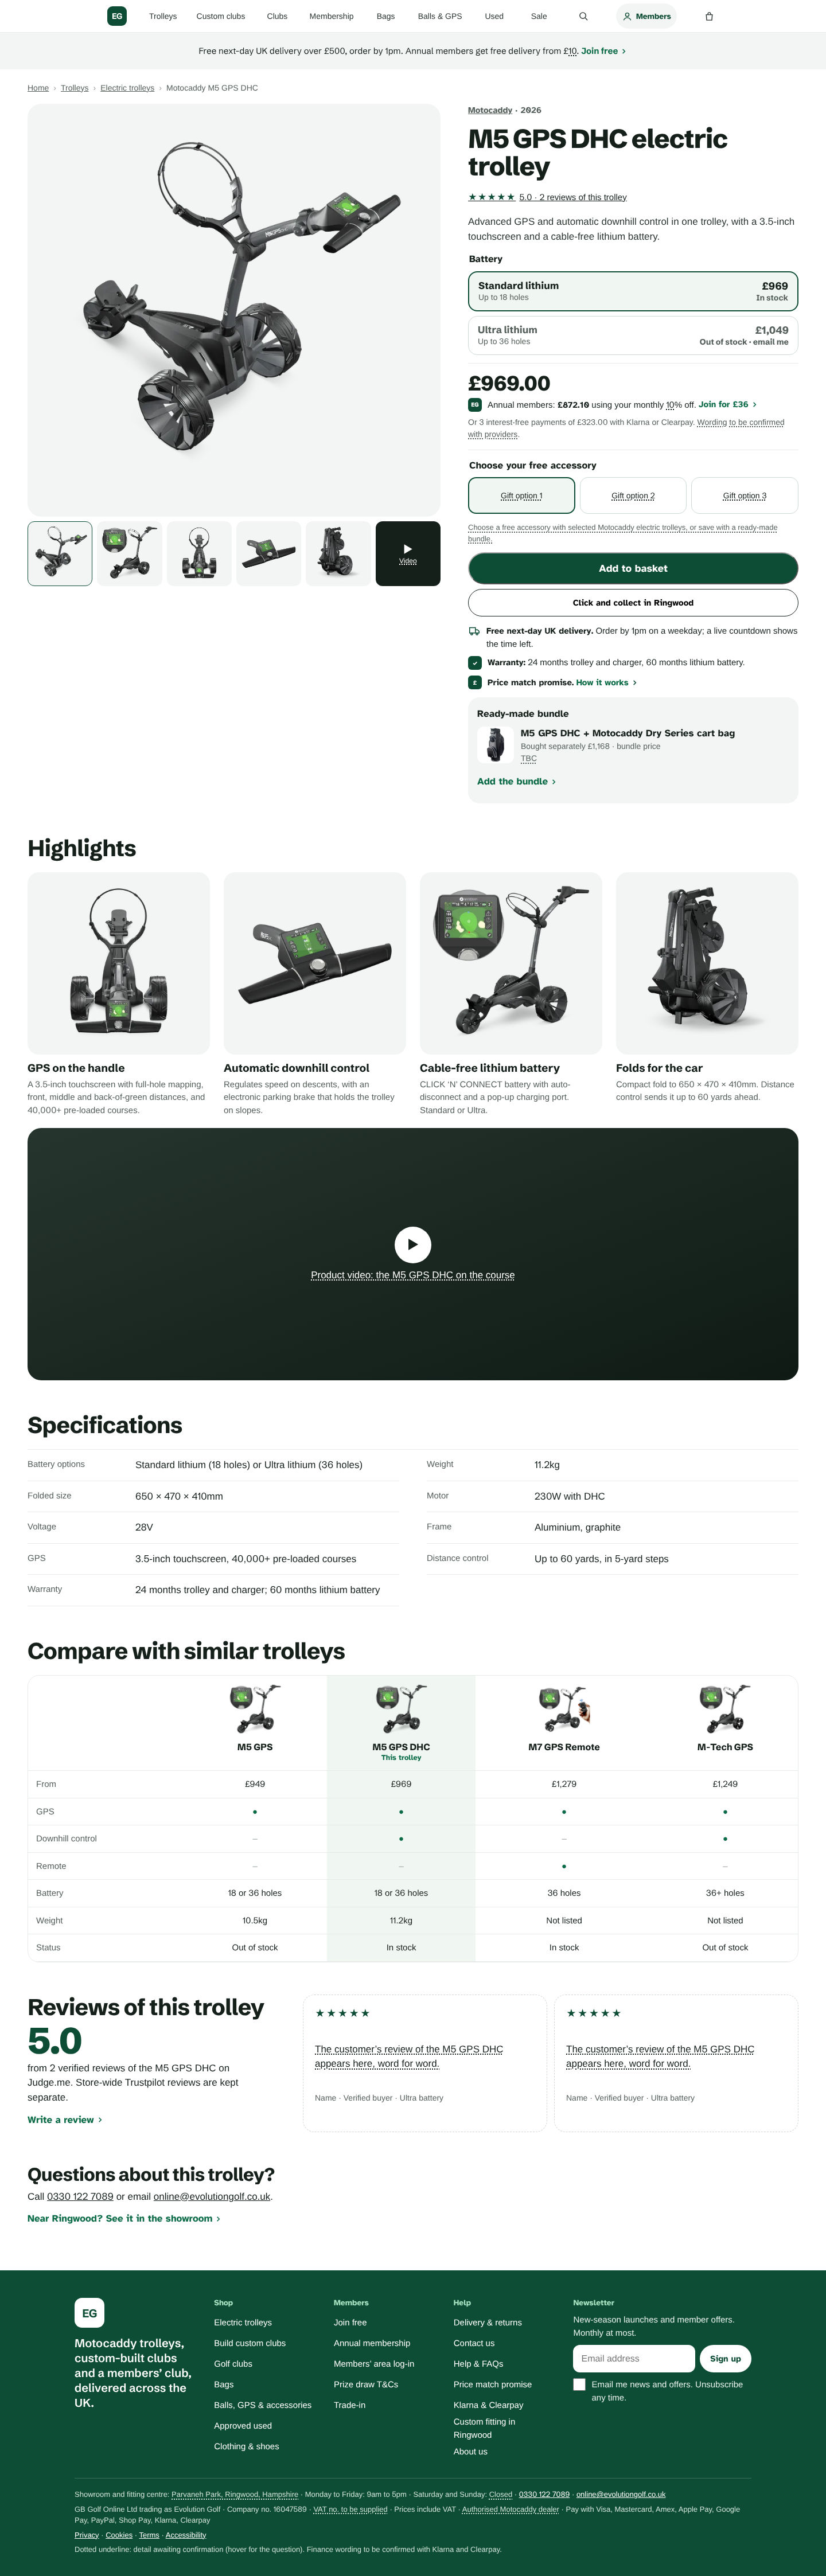 EG
Trolleys
Custom clubs
Clubs
Membership
Bags
Balls & GPS
Used
Sale
Members
Free next-day UK delivery over £500, order by 1pm. Annual members get free delivery from £10. Join free ›
Home › Trolleys › Electric trolleys › Motocaddy M5 GPS DHC
Video
Motocaddy · 2026
M5 GPS DHC electric
trolley
★★★★★ 5.0 · 2 reviews of this trolley
Advanced GPS and automatic downhill control in one trolley, with a 3.5-inch
touchscreen and a cable-free lithium battery.
Battery
Standard lithium £969
Up to 18 holes In stock
Ultra lithium £1,049
Up to 36 holes Out of stock · email me
£969.00
EG Annual members: £872.10 using your monthly 10% off. Join for £36 ›
Or 3 interest-free payments of £323.00 with Klarna or Clearpay. Wording to be confirmed
with providers.
Choose your free accessory
Gift option 1
Gift option 2
Gift option 3
Choose a free accessory with selected Motocaddy electric trolleys, or save with a ready-made
bundle.
Add to basket
Click and collect in Ringwood
Free next-day UK delivery. Order by 1pm on a weekday; a live countdown shows
the time left.
Warranty: 24 months trolley and charger, 60 months lithium battery.
£ Price match promise. How it works ›
Ready-made bundle
M5 GPS DHC + Motocaddy Dry Series cart bag
Bought separately £1,168 · bundle price
TBC
Add the bundle ›
Highlights
GPS on the handle
A 3.5-inch touchscreen with full-hole mapping,
front, middle and back-of-green distances, and
40,000+ pre-loaded courses.
Automatic downhill control
Regulates speed on descents, with an
electronic parking brake that holds the trolley
on slopes.
Cable-free lithium battery
CLICK ‘N’ CONNECT battery with auto-
disconnect and a pop-up charging port.
Standard or Ultra.
Folds for the car
Compact fold to 650 × 470 × 410mm. Distance
control sends it up to 60 yards ahead.
Product video: the M5 GPS DHC on the course
Specifications
Battery options Standard lithium (18 holes) or Ultra lithium (36 holes)
Weight 11.2kg
Folded size 650 × 470 × 410mm
Motor 230W with DHC
Voltage 28V
Frame Aluminium, graphite
GPS 3.5-inch touchscreen, 40,000+ pre-loaded courses
Distance control Up to 60 yards, in 5-yard steps
Warranty 24 months trolley and charger; 60 months lithium battery
Compare with similar trolleys
M5 GPS M5 GPS DHC M7 GPS Remote M-Tech GPS
This trolley
From £949 £969 £1,279 £1,249
GPS ● ● ● ●
Downhill control – ● – ●
Remote – – ● –
Battery 18 or 36 holes 18 or 36 holes 36 holes 36+ holes
Weight 10.5kg 11.2kg Not listed Not listed
Status Out of stock In stock In stock Out of stock
Reviews of this trolley
5.0
from 2 verified reviews of the M5 GPS DHC on
Judge.me. Store-wide Trustpilot reviews are kept
separate.
Write a review ›
★★★★★
The customer’s review of the M5 GPS DHC
appears here, word for word.
Name · Verified buyer · Ultra battery
★★★★★
The customer’s review of the M5 GPS DHC
appears here, word for word.
Name · Verified buyer · Ultra battery
Questions about this trolley?
Call 0330 122 7089 or email online@evolutiongolf.co.uk.
Near Ringwood? See it in the showroom ›
EG
Motocaddy trolleys,
custom-built clubs
and a members’ club,
delivered across the
UK.
Shop
Electric trolleys
Build custom clubs
Golf clubs
Bags
Balls, GPS & accessories
Approved used
Clothing & shoes
Members
Join free
Annual membership
Members’ area log-in
Prize draw T&Cs
Trade-in
Help
Delivery & returns
Contact us
Help & FAQs
Price match promise
Klarna & Clearpay
Custom fitting in
Ringwood
About us
Newsletter
New-season launches and member offers.
Monthly at most.
Email address
Sign up
Email me news and offers. Unsubscribe
any time.
Showroom and fitting centre: Parvaneh Park, Ringwood, Hampshire · Monday to Friday: 9am to 5pm · Saturday and Sunday: Closed · 0330 122 7089 · online@evolutiongolf.co.uk
GB Golf Online Ltd trading as Evolution Golf · Company no. 16047589 · VAT no. to be supplied · Prices include VAT · Authorised Motocaddy dealer · Pay with Visa, Mastercard, Amex, Apple Pay, Google
Pay, PayPal, Shop Pay, Klarna, Clearpay
Privacy · Cookies · Terms · Accessibility
Dotted underline: detail awaiting confirmation (hover for the question). Finance wording to be confirmed with Klarna and Clearpay.